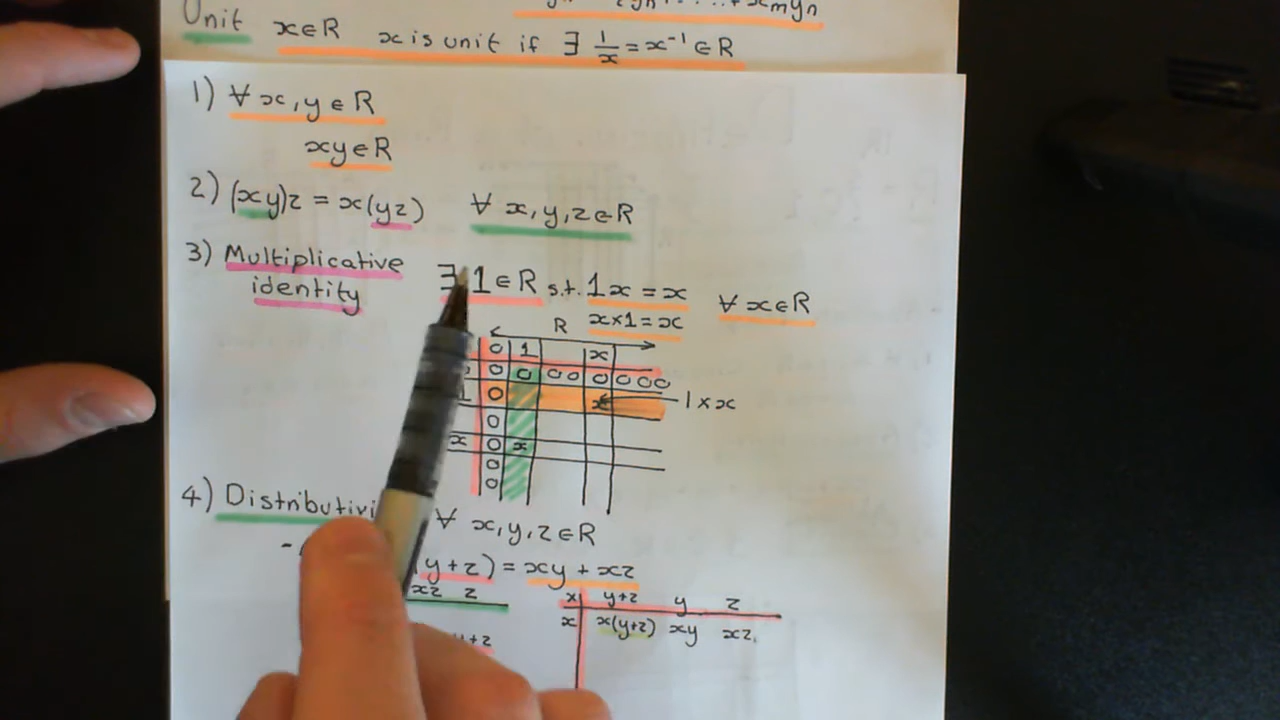 Unit x∈R x is unit if ∃ 1/x = x⁻¹ ∈ R
1) ∀ x, y ∈ R
xy ∈ R
2) (xy)z = x(yz) ∀ x, y, z ∈ R
3) Multiplicative identity ∃ 1 ∈ R s.t. 1x = x ∀ x ∈ R
x×1 = x
R
0 1 x
0 0 0 0 0 0 0 0
1 0 x 1×x
0
x 0 x
0
0
4) Distributivi ∀ x, y, z ∈ R
(y+z) = xy + xz
xz z
x y+z y z
x x(y+z) xy xz
+z